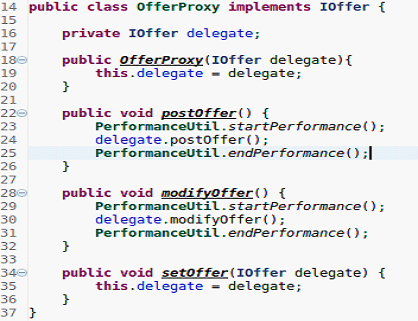 14 public class OfferProxy implements IOffer {
15
16     private IOffer delegate;
17
18     public OfferProxy(IOffer delegate){
19         this.delegate = delegate;
20     }
21
22     public void postOffer() {
23         PerformanceUtil.startPerformance();
24         delegate.postOffer();
25         PerformanceUtil.endPerformance();
26     }
27
28     public void modifyOffer() {
29         PerformanceUtil.startPerformance();
30         delegate.modifyOffer();
31         PerformanceUtil.endPerformance();
32     }
33
34     public void setOffer(IOffer delegate) {
35         this.delegate = delegate;
36     }
37 }